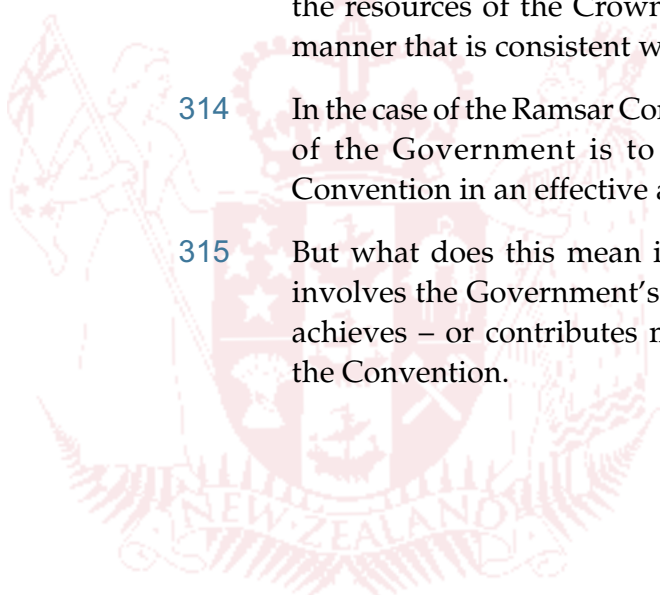 the resources of the Crown
manner that is consistent w
314 In the case of the Ramsar Con
of the Government is to
Convention in an effective a
315 But what does this mean i
involves the Government's
achieves – or contributes m
the Convention.
NEW ZEALAND